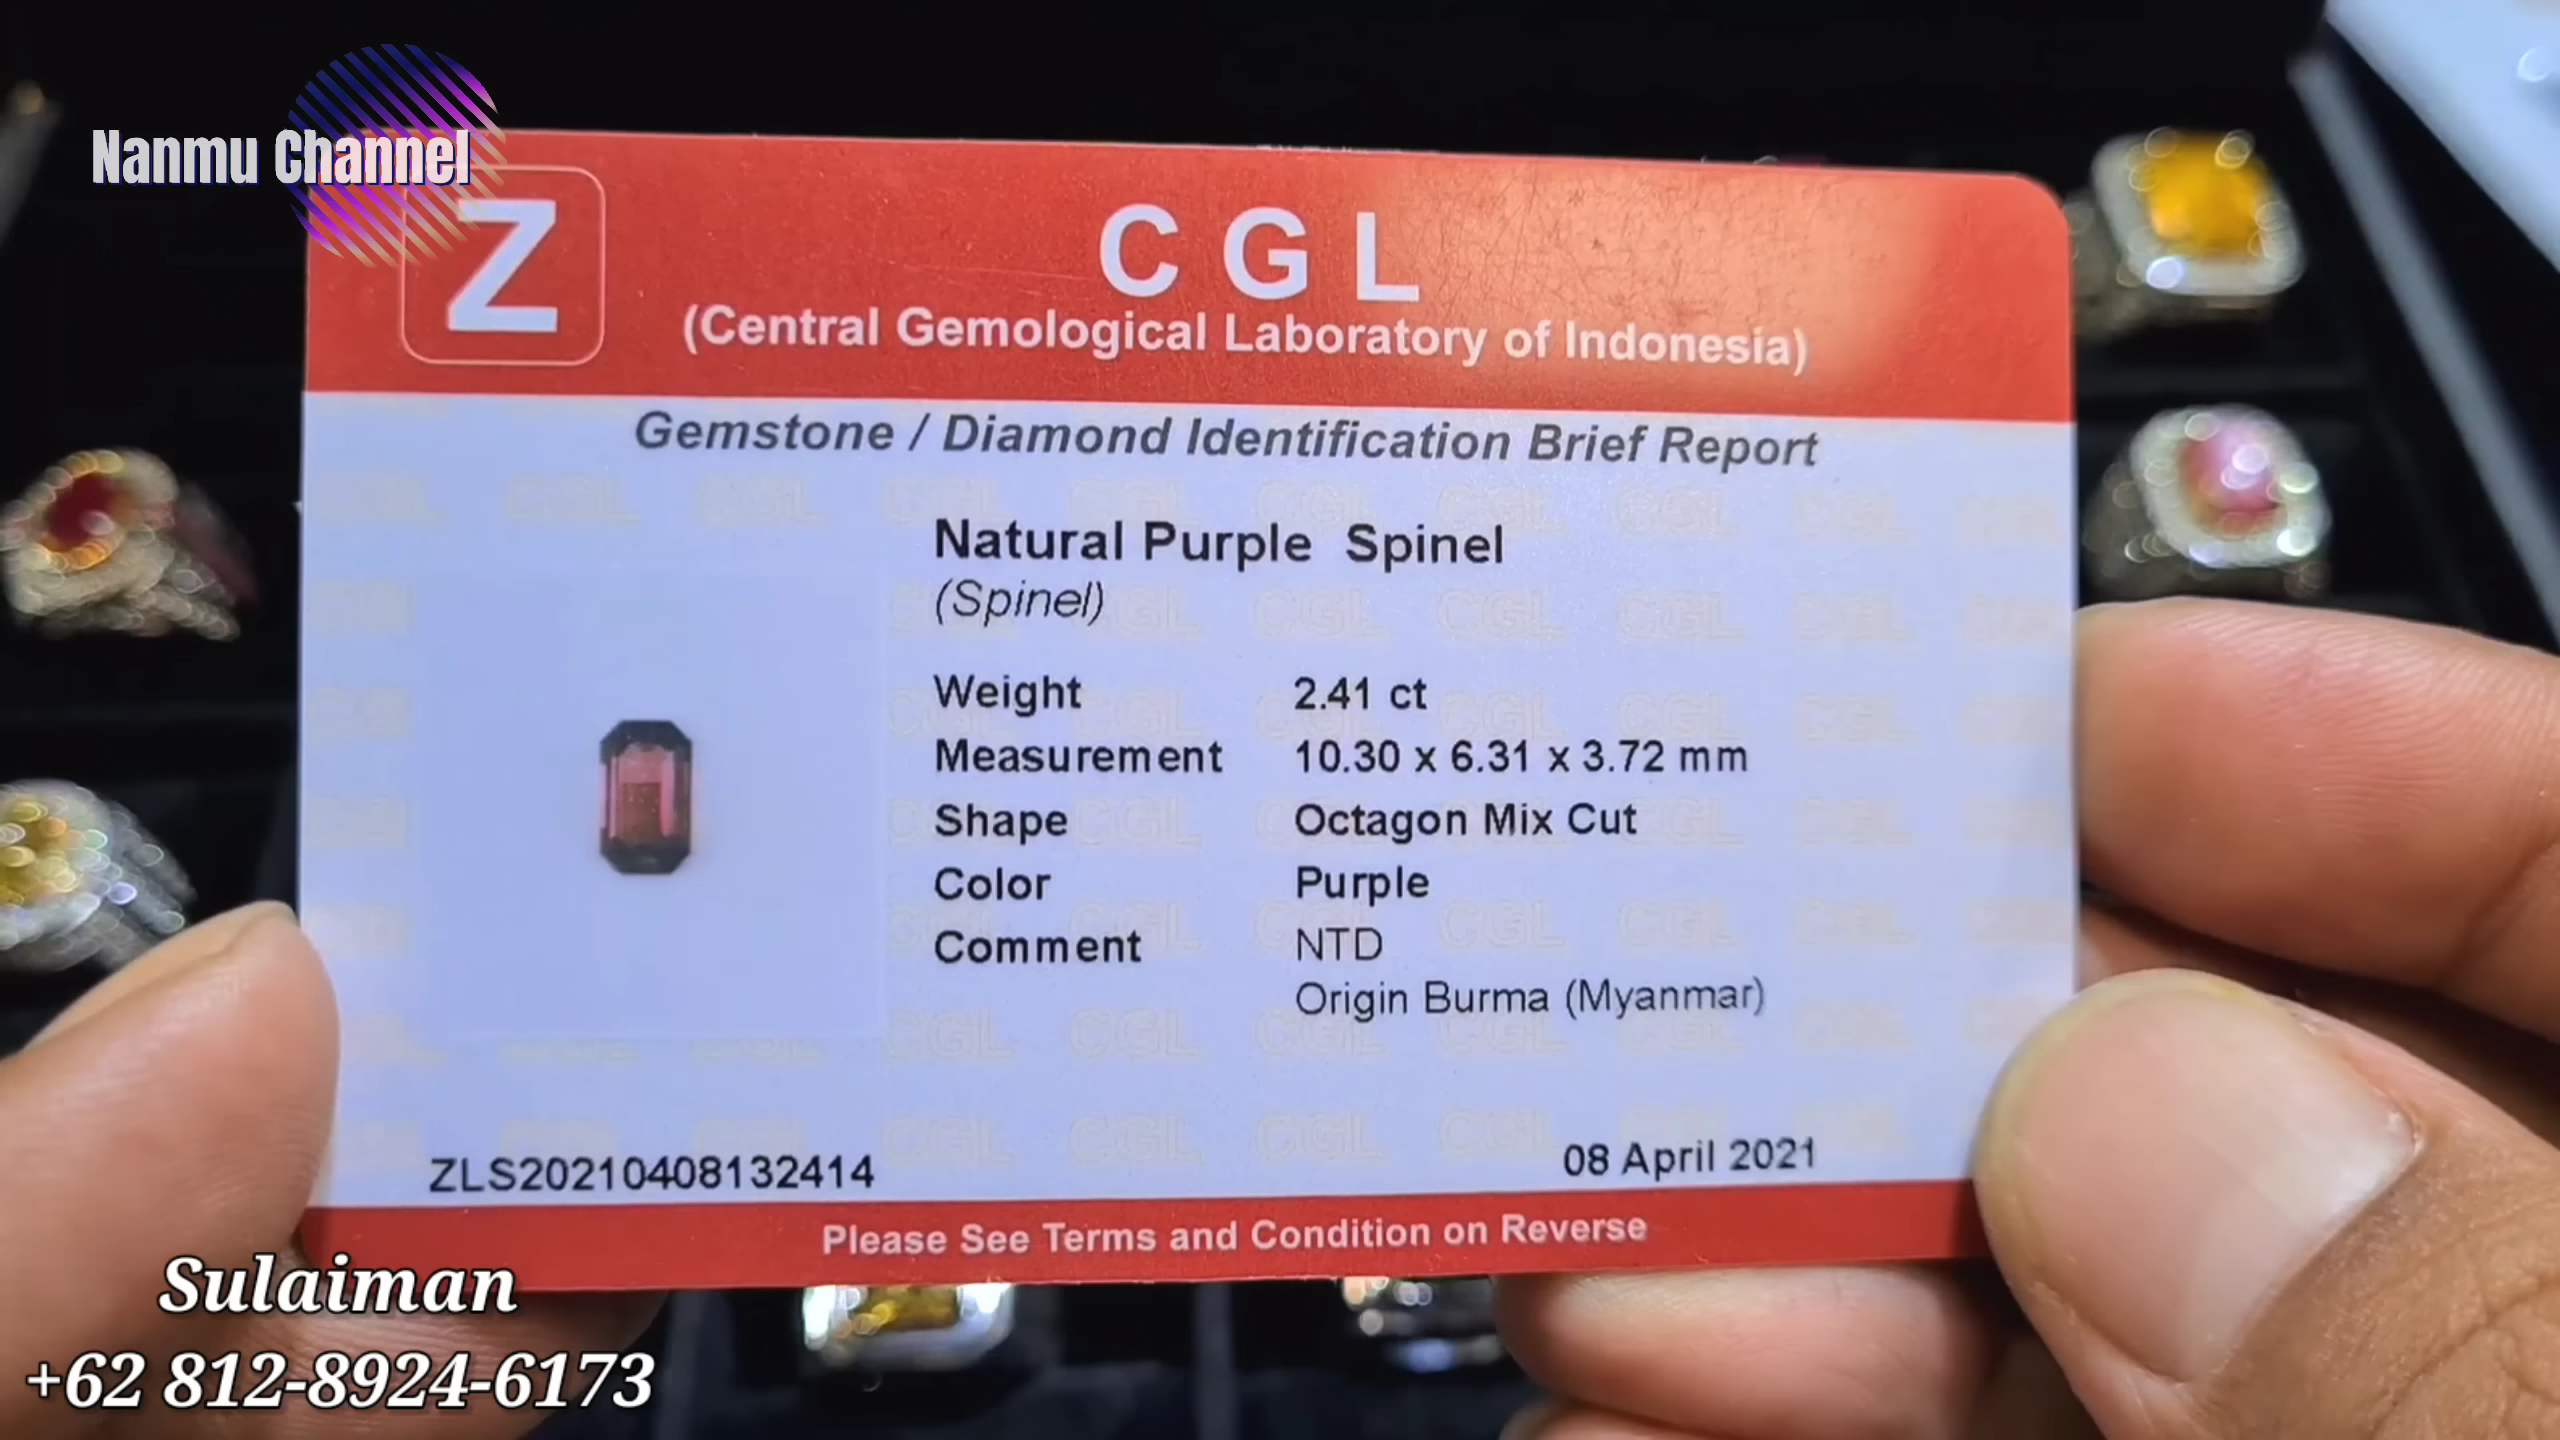 Nanmu Channel
Z
C G L
(Central Gemological Laboratory of Indonesia)
Gemstone / Diamond Identification Brief Report
Natural Purple Spinel
(Spinel)
Weight 2.41 ct
Measurement 10.30 x 6.31 x 3.72 mm
Shape Octagon Mix Cut
Color Purple
Comment NTD
Origin Burma (Myanmar)
ZLS20210408132414
08 April 2021
Please See Terms and Condition on Reverse
Sulaiman
+62 812-8924-6173